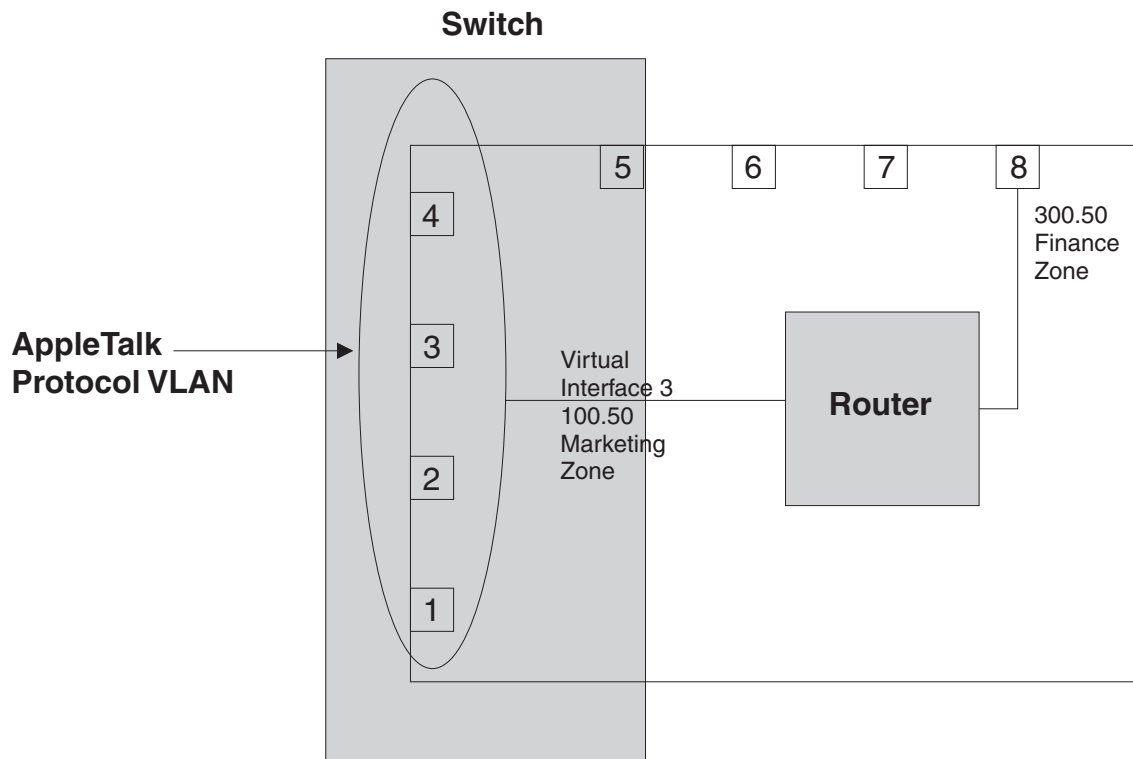 Switch
5
6
7
8
4
300.50
Finance
Zone
AppleTalk
Protocol VLAN
3
Virtual
Interface 3
100.50
Marketing
Zone
Router
2
1